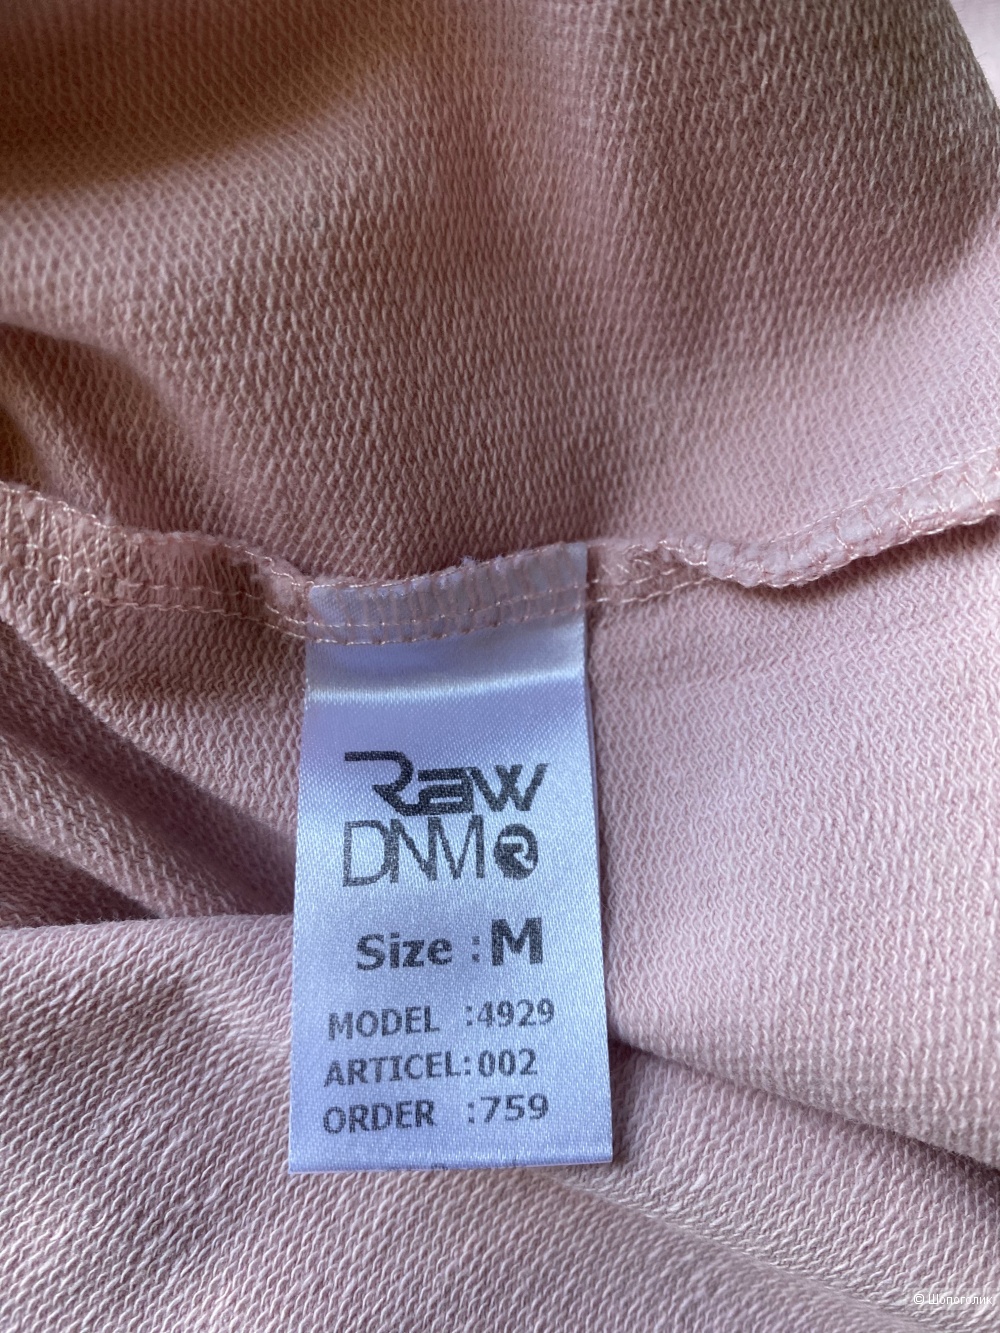 Raw
DNM R
Size : M
MODEL :4929
ARTICEL:002
ORDER :759
© Шопоголик